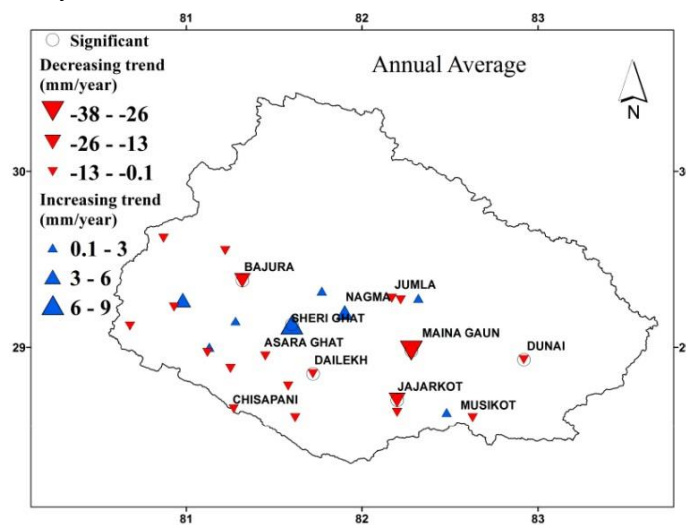 81
82
83
Significant
Decreasing trend
(mm/year)
-38 - -26
-26 - -13
-13 - -0.1
Increasing trend
(mm/year)
0.1 - 3
3 - 6
6 - 9
Annual Average
N
30
3
29
29
BAJURA
NAGMA
JUMLA
SHERI GHAT
ASARA GHAT
MAINA GAUN
DAILEKH
DUNAI
CHISAPANI
JAJARKOT
MUSIKOT
81
82
83